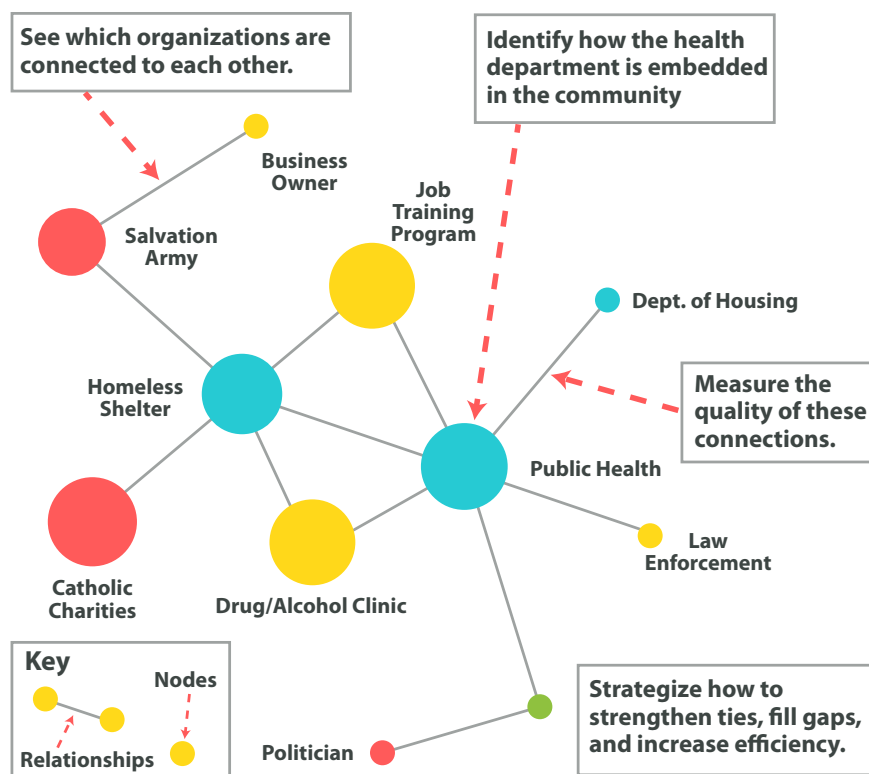 See which organizations are
connected to each other.
Identify how the health
department is embedded
in the community
Business
Owner
Job
Training
Program
Salvation
Army
Dept. of Housing
Homeless
Shelter
Measure the
quality of these
connections.
Public Health
Law
Enforcement
Catholic
Charities
Drug/Alcohol Clinic
Key
Nodes
Relationships
Politician
Strategize how to
strengthen ties, fill gaps,
and increase efficiency.